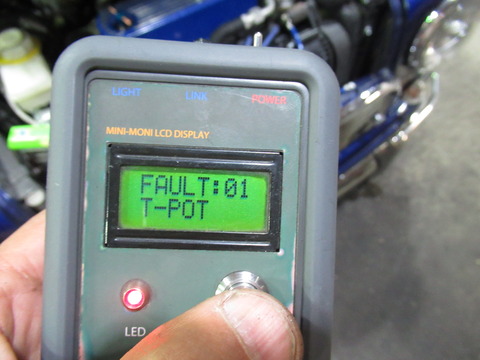 LIGHT LINK POWER
MINI-MONI LCD DISPLAY
FAULT:01
T-POT
LED